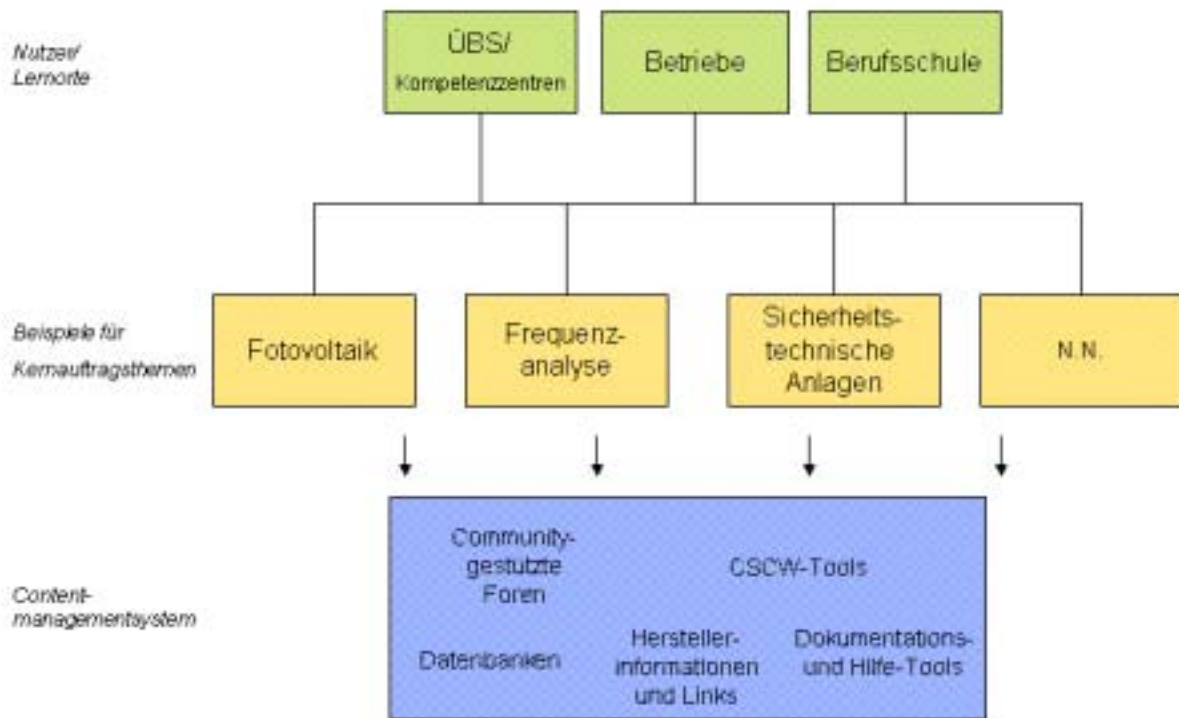 Nutzer/
Lernorte
ÜBS/
Kompetenzzentren
Betriebe
Berufsschule
Beispiele für
Kernauftragsthemen
Fotovoltaik
Frequenz-
analyse
Sicherheits-
technische
Anlagen
N.N.
Content-
managementsystem
Community-
gestützte
Foren
CSCW-Tools
Datenbanken
Hersteller-
informationen
und Links
Dokumentations-
und Hilfe-Tools